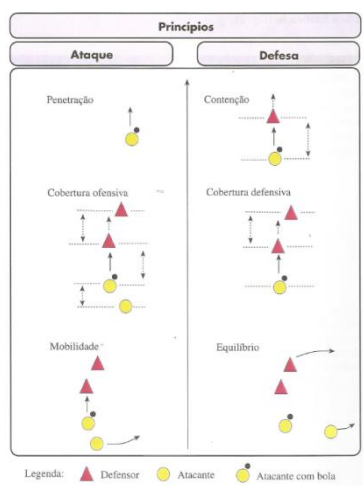 Princípios
Ataque
Defesa
Penetração
Contenção
Cobertura ofensiva
Cobertura defensiva
Mobilidade
Equilíbrio
Legenda: Defensor Atacante Atacante com bola